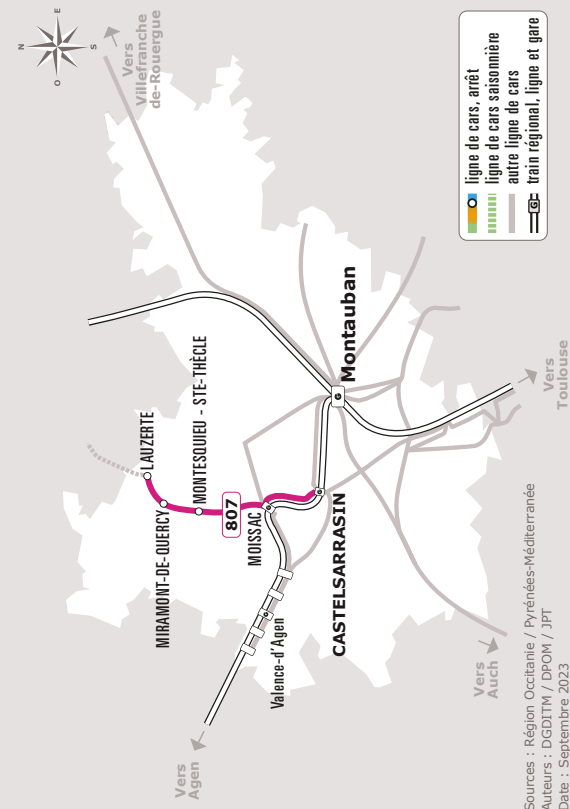 N
E
S
O
Vers
Villefranche
de-Rouergue
ligne de cars, arrêt
ligne de cars saisonnière
autre ligne de cars
G
train régional, ligne et gare
LAUZERTE
MIRAMONT-DE-QUERCY
MONTESQUIEU - STE-THÈCLE
807
MOISSAC
Montauban
CASTELSARRASIN
Valence-d'Agen
Vers
Agen
Vers
Auch
Vers
Toulouse
Sources : Région Occitanie / Pyrénées-Méditerranée
Auteurs : DGDITM / DPOM / JPT
Date : Septembre 2023